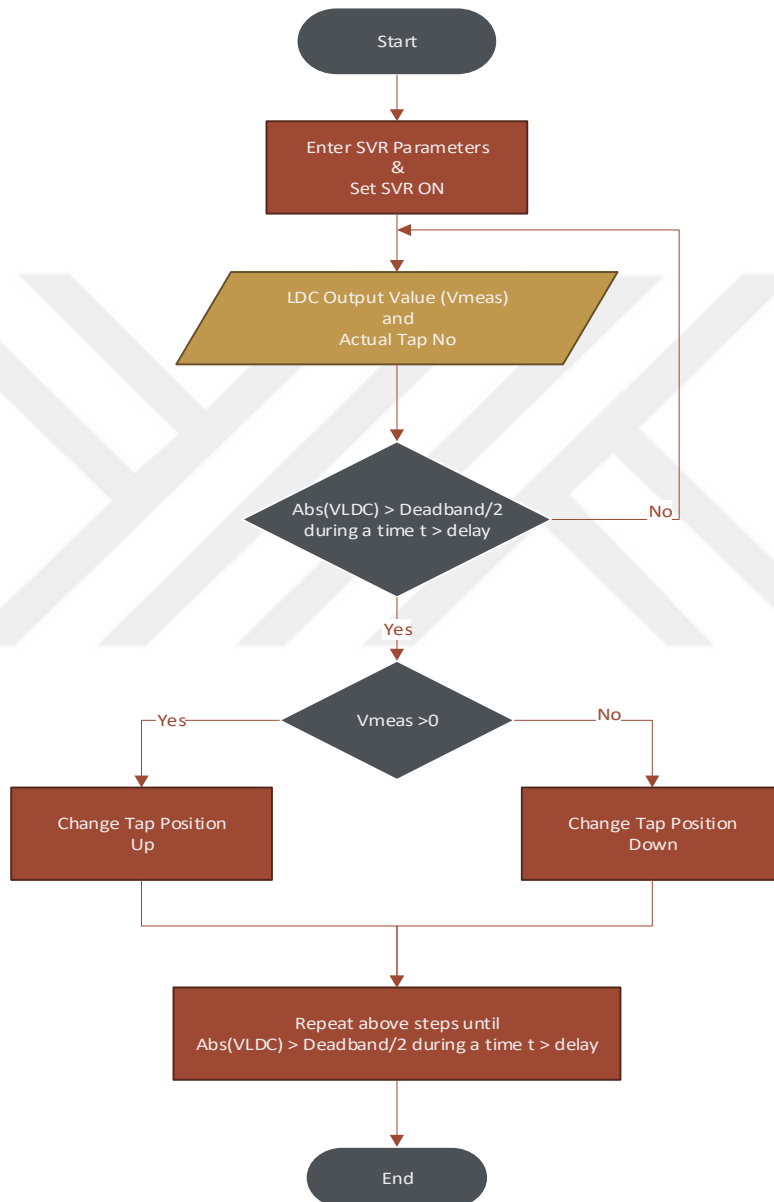 Start
Enter SVR Parameters
&
Set SVR ON
LDC Output Value (Vmeas)
and
Actual Tap No
Abs(VLDC) > Deadband/2
during a time t > delay
No
Yes
Vmeas >0
Yes
No
Change Tap Position
Up
Change Tap Position
Down
Repeat above steps until
Abs(VLDC) > Deadband/2 during a time t > delay
End